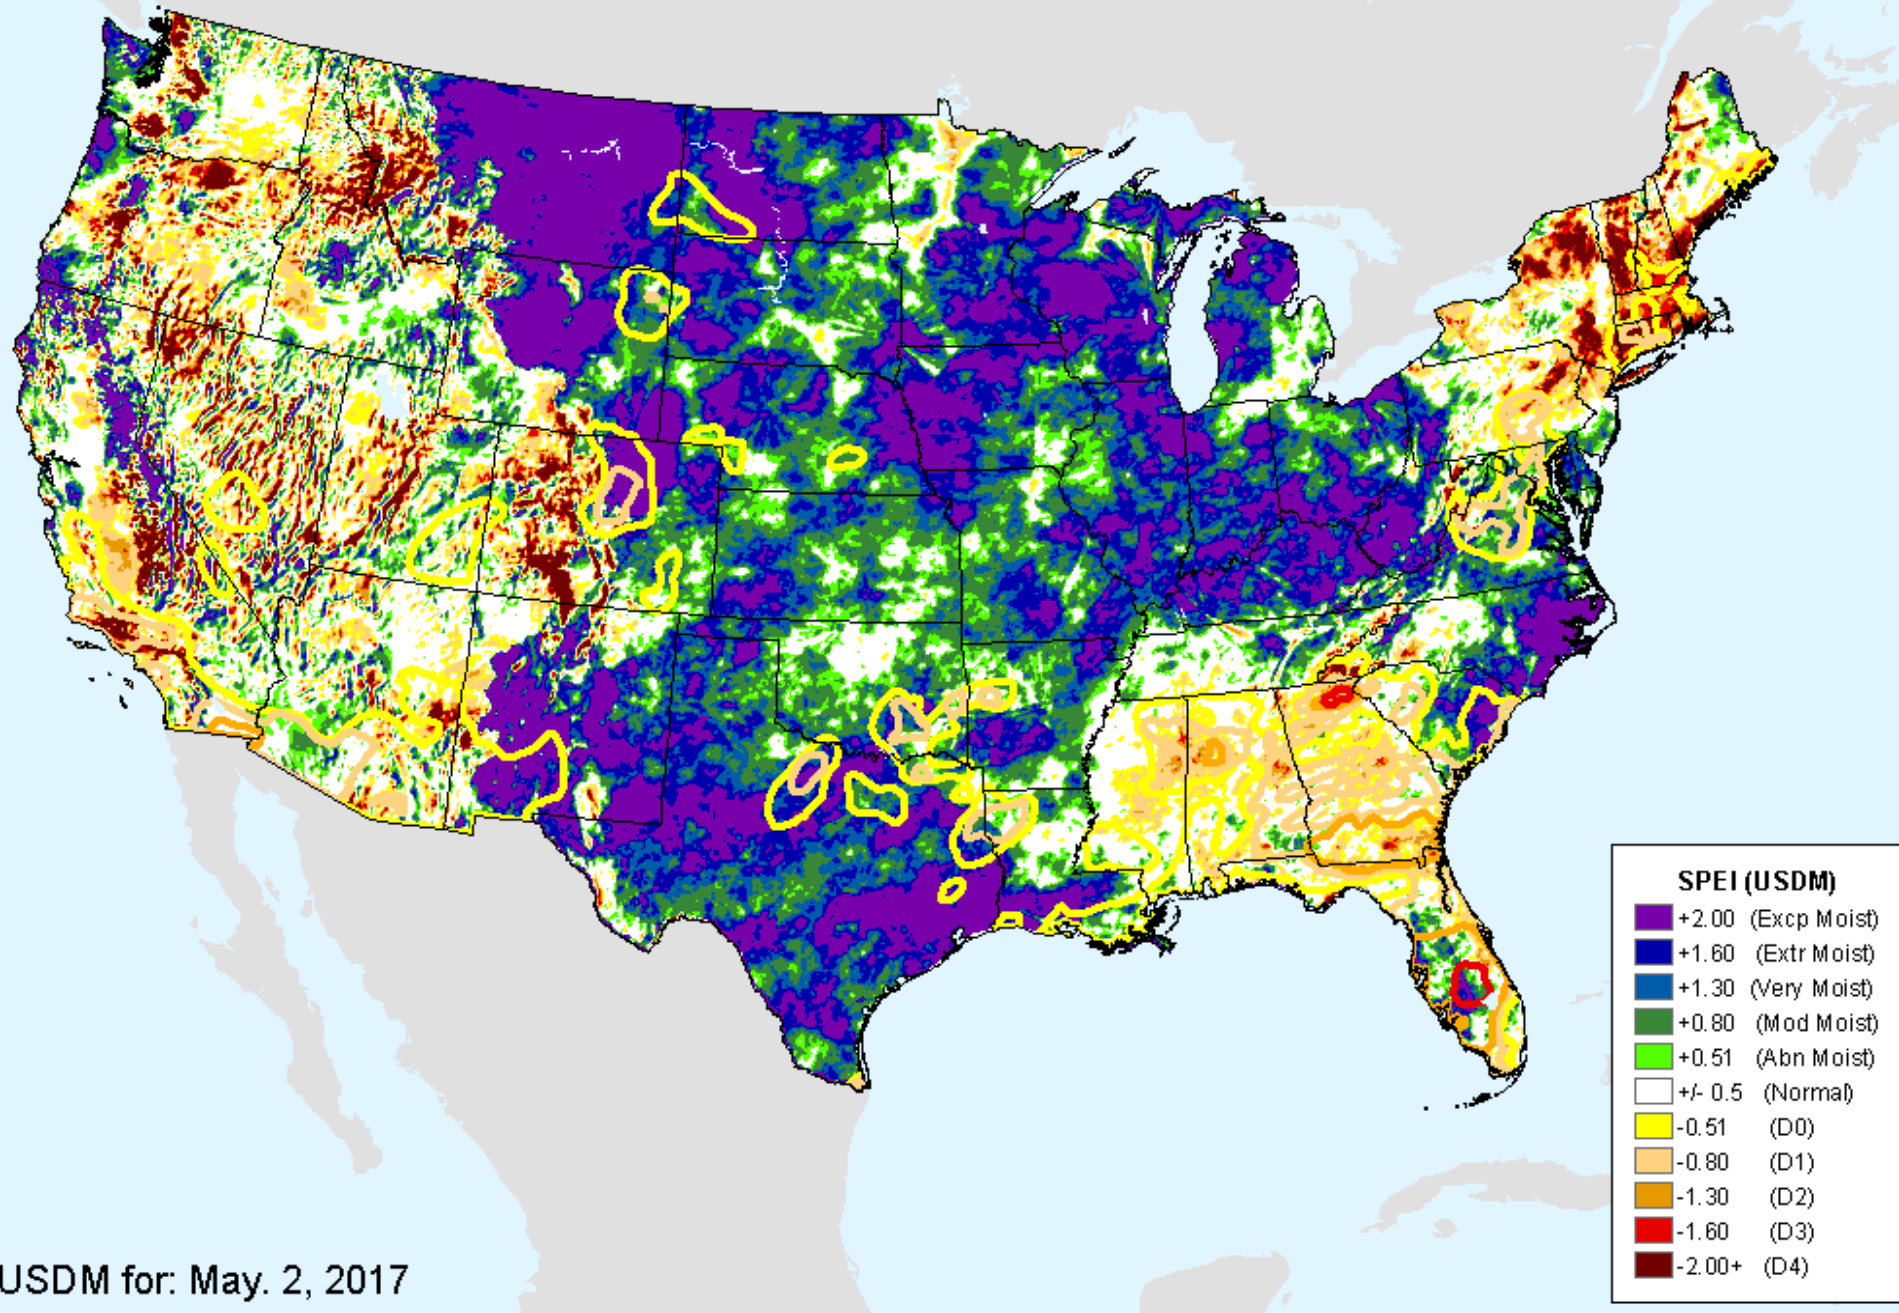 SPEI (USDM)
+2.00 (Excp Moist)
+1.60 (Extr Moist)
+1.30 (Very Moist)
+0.80 (Mod Moist)
+0.51 (Abn Moist)
+/- 0.5 (Normal)
-0.51 (D0)
-0.80 (D1)
-1.30 (D2)
-1.60 (D3)
-2.00+ (D4)
USDM for: May. 2, 2017